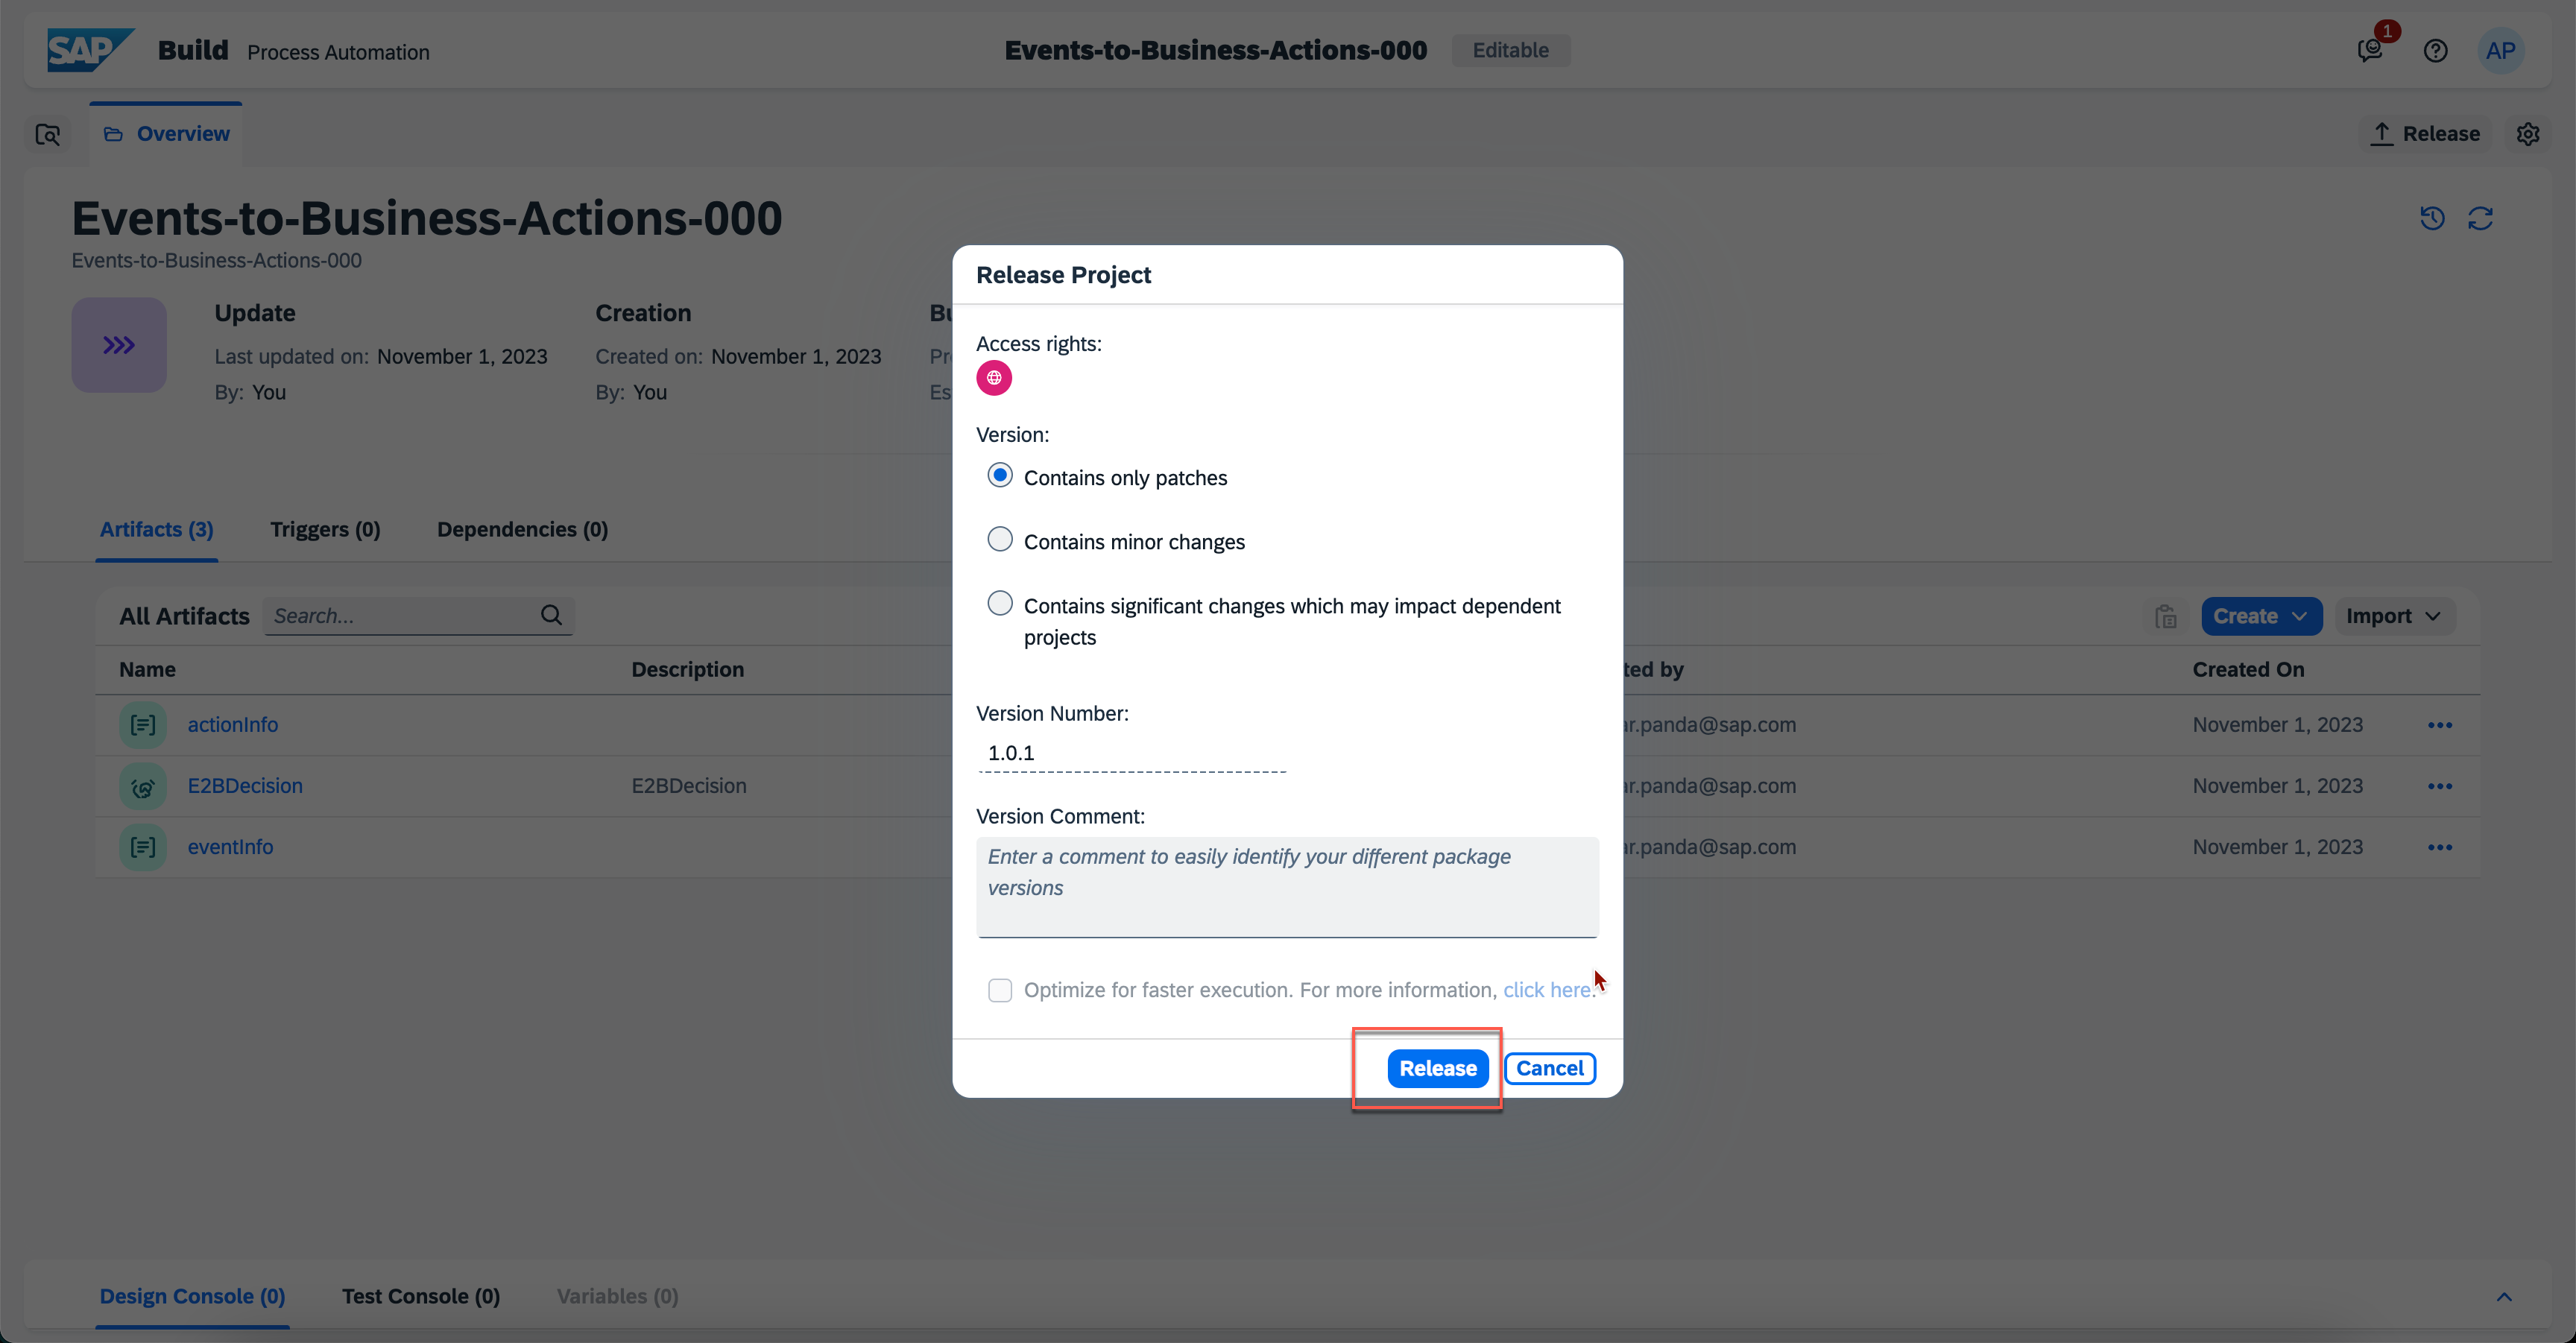 SAP Build Process Automation
Events-to-Business-Actions-000 Editable
1
AP
Overview
Release
Events-to-Business-Actions-000
Events-to-Business-Actions-000
Update
Last updated on: November 1, 2023
By: You
Creation
Created on: November 1, 2023
By: You
Artifacts (3) Triggers (0) Dependencies (0)
All Artifacts Search... Create Import
Name Description ted by Created On
actionInfo r.panda@sap.com November 1, 2023
E2BDecision E2BDecision r.panda@sap.com November 1, 2023
eventInfo r.panda@sap.com November 1, 2023
Release Project
Access rights:
Version:
Contains only patches
Contains minor changes
Contains significant changes which may impact dependent
projects
Version Number:
1.0.1
Version Comment:
Enter a comment to easily identify your different package
versions
Optimize for faster execution. For more information, click here.
Release Cancel
Design Console (0) Test Console (0) Variables (0)